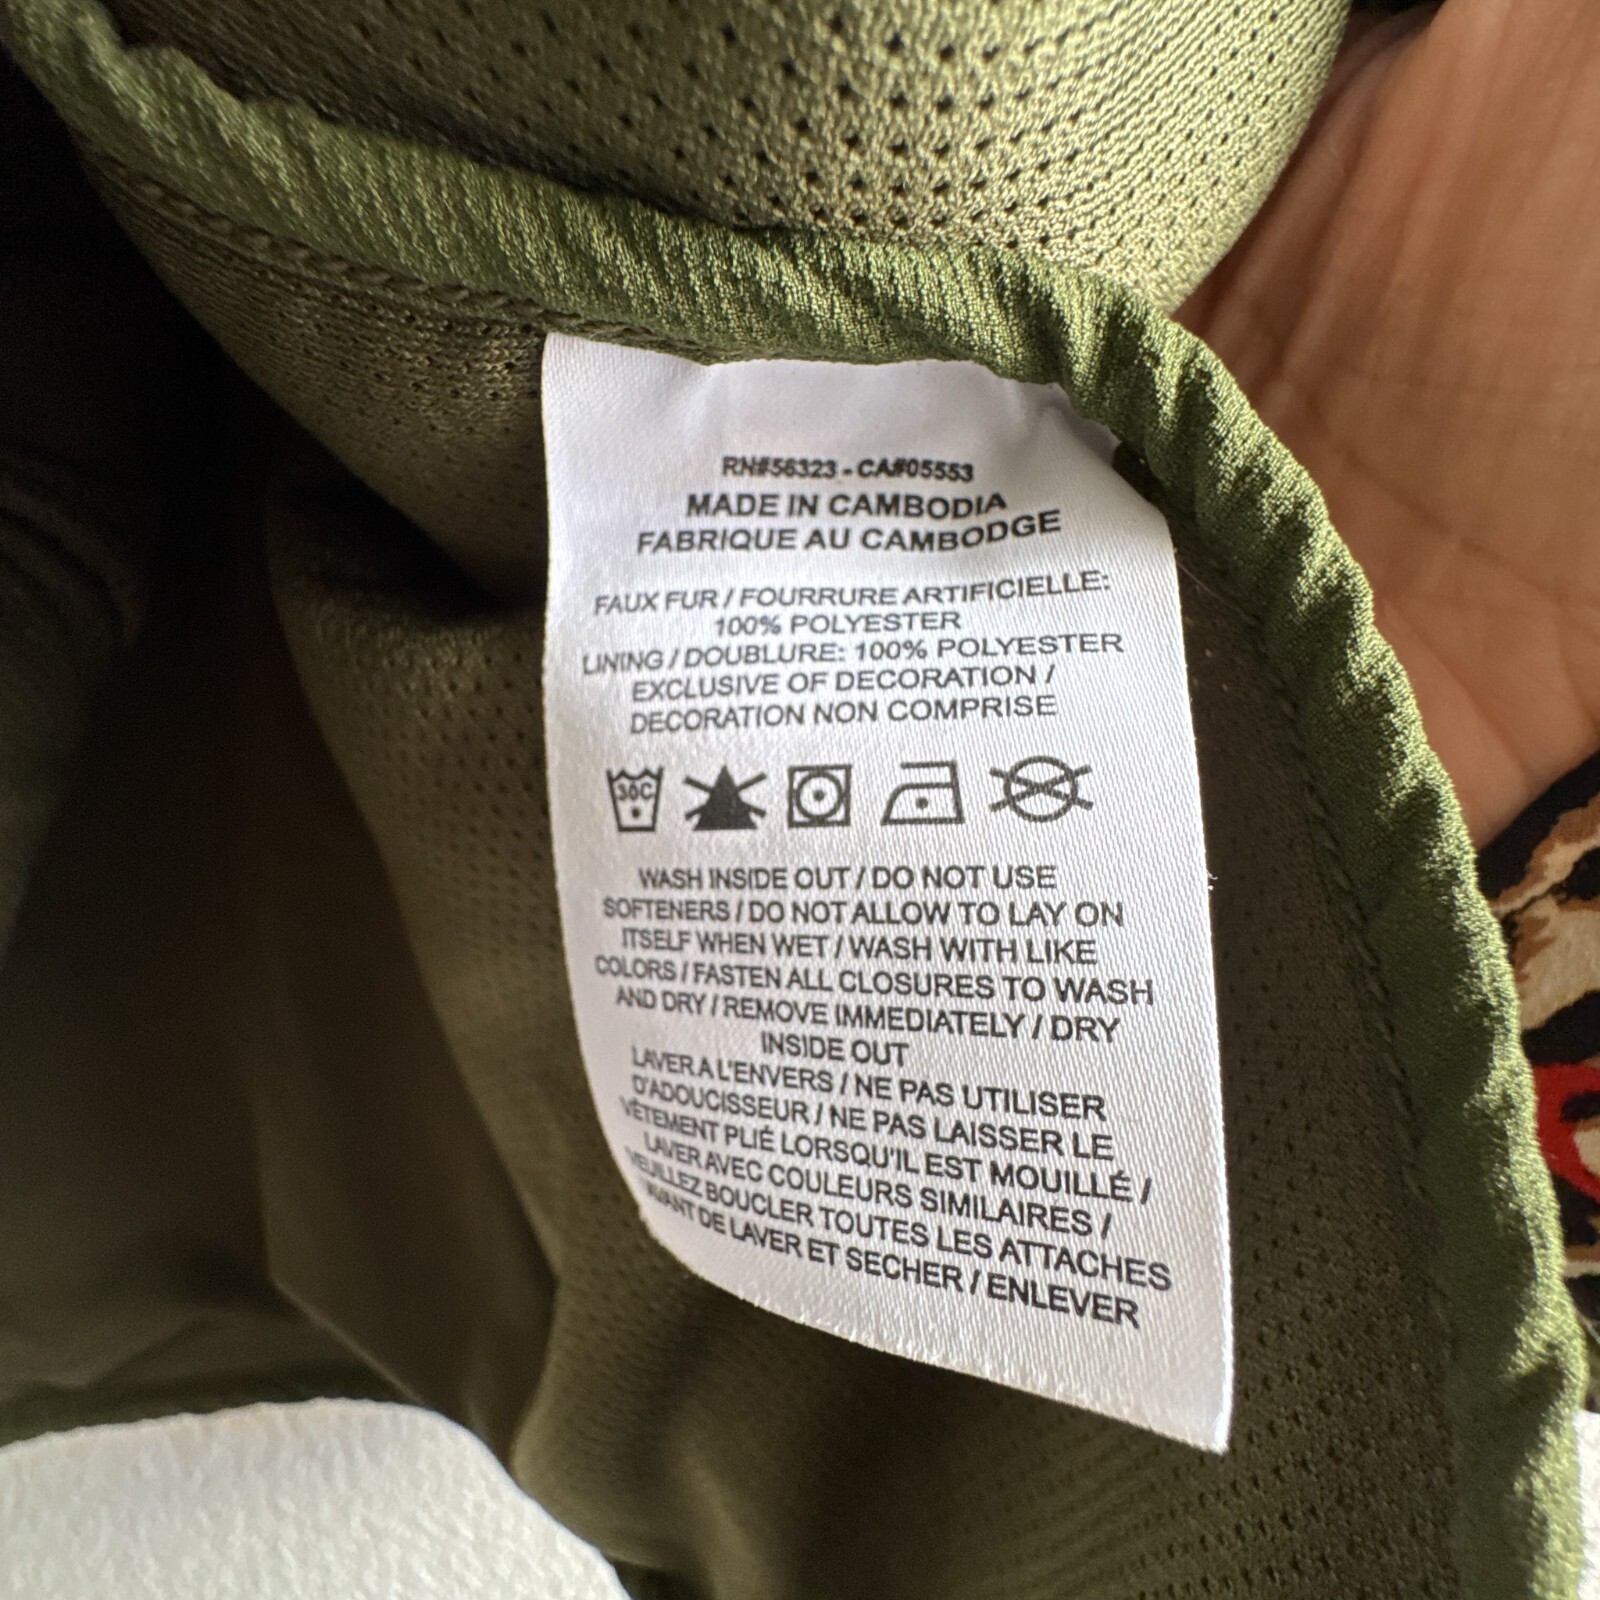 RN#56323 - CA#05553
MADE IN CAMBODIA
FABRIQUE AU CAMBODGE
FAUX FUR / FOURRURE ARTIFICIELLE:
100% POLYESTER
LINING / DOUBLURE: 100% POLYESTER
EXCLUSIVE OF DECORATION /
DECORATION NON COMPRISE
30C
WASH INSIDE OUT / DO NOT USE
SOFTENERS / DO NOT ALLOW TO LAY ON
ITSELF WHEN WET / WASH WITH LIKE
COLORS / FASTEN ALL CLOSURES TO WASH
AND DRY / REMOVE IMMEDIATELY / DRY
INSIDE OUT
LAVER A L'ENVERS / NE PAS UTILISER
D'ADOUCISSEUR / NE PAS LAISSER LE
VÊTEMENT PLIÉ LORSQU'IL EST MOUILLÉ /
LAVER AVEC COULEURS SIMILAIRES /
VEUILLEZ BOUCLER TOUTES LES ATTACHES
AVANT DE LAVER ET SECHER / ENLEVER